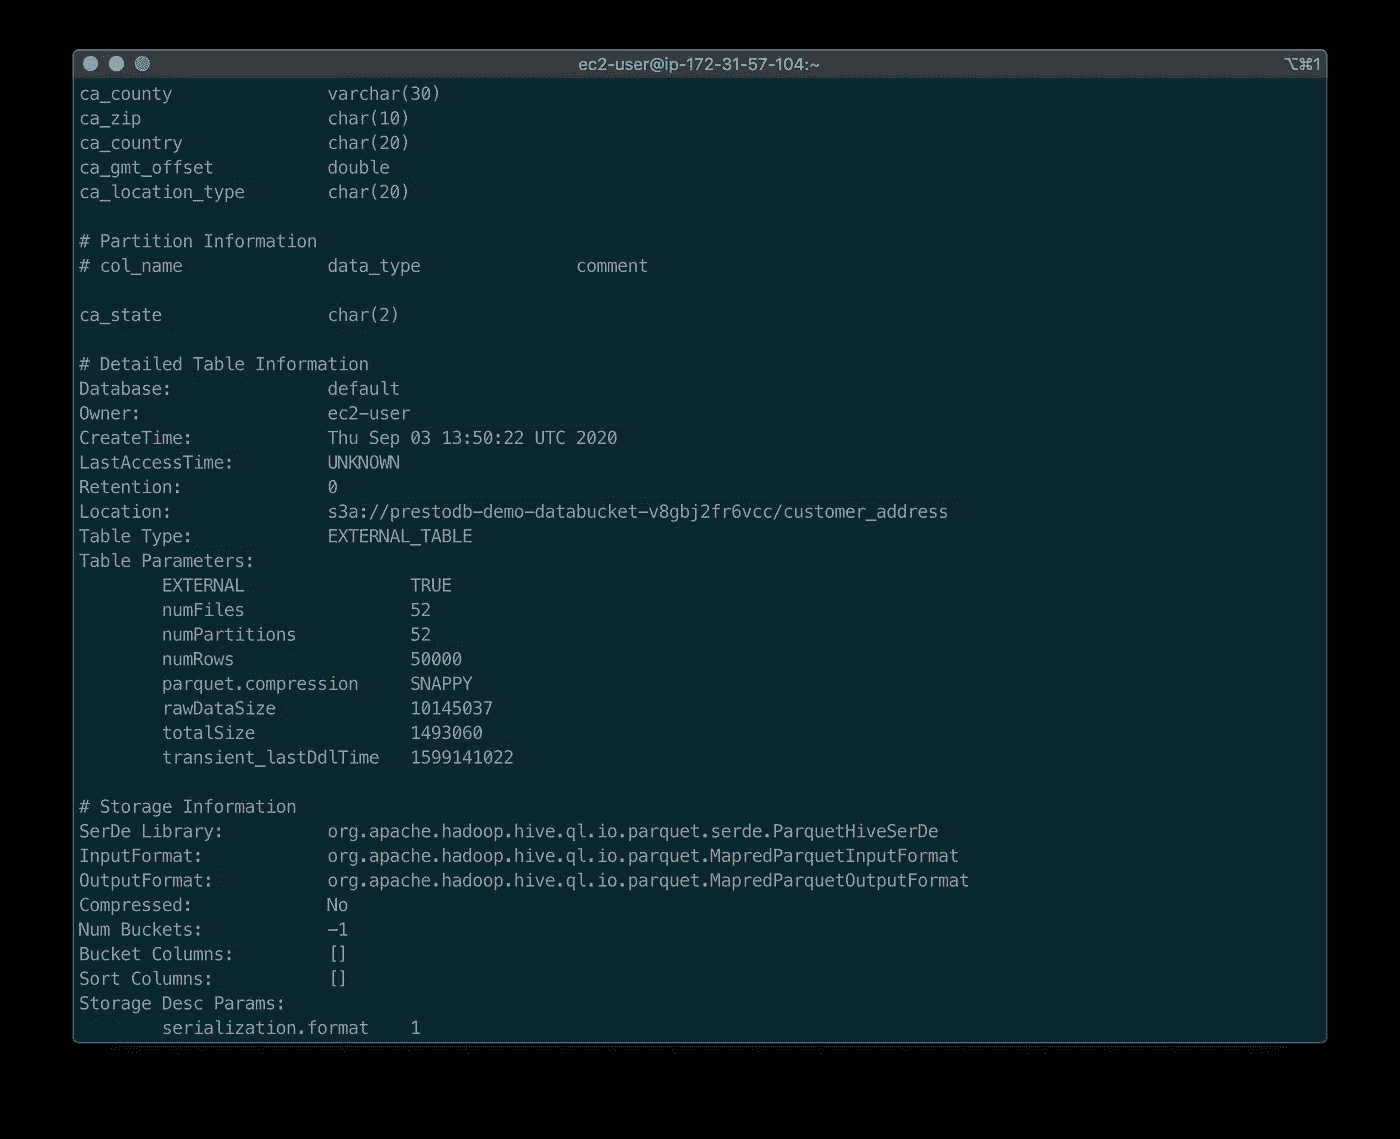 ec2-user@ip-172-31-57-104:~ ⌥⌘1
ca_county varchar(30)
ca_zip char(10)
ca_country char(20)
ca_gmt_offset double
ca_location_type char(20)
# Partition Information
# col_name data_type comment
ca_state char(2)
# Detailed Table Information
Database: default
Owner: ec2-user
CreateTime: Thu Sep 03 13:50:22 UTC 2020
LastAccessTime: UNKNOWN
Retention: 0
Location: s3a://prestodb-demo-databucket-v8gbj2fr6vcc/customer_address
Table Type: EXTERNAL_TABLE
Table Parameters:
EXTERNAL TRUE
numFiles 52
numPartitions 52
numRows 50000
parquet.compression SNAPPY
rawDataSize 10145037
totalSize 1493060
transient_lastDdlTime 1599141022
# Storage Information
SerDe Library: org.apache.hadoop.hive.ql.io.parquet.serde.ParquetHiveSerDe
InputFormat: org.apache.hadoop.hive.ql.io.parquet.MapredParquetInputFormat
OutputFormat: org.apache.hadoop.hive.ql.io.parquet.MapredParquetOutputFormat
Compressed: No
Num Buckets: -1
Bucket Columns: []
Sort Columns: []
Storage Desc Params:
serialization.format 1